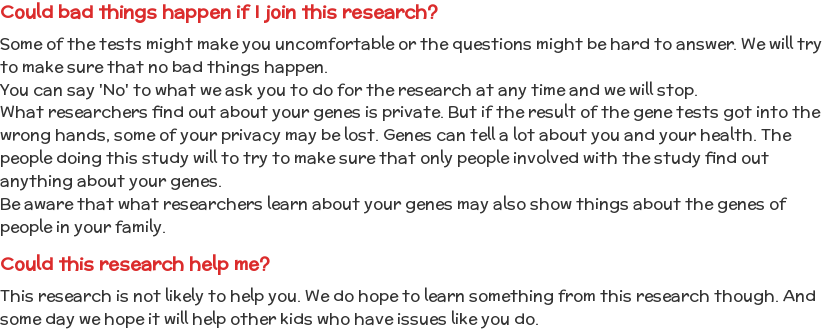 Could bad things happen if I join this research?
Some of the tests might make you uncomfortable or the questions might be hard to answer. We will try
to make sure that no bad things happen.
You can say 'No' to what we ask you to do for the research at any time and we will stop.
What researchers find out about your genes is private. But if the result of the gene tests got into the
wrong hands, some of your privacy may be lost. Genes can tell a lot about you and your health. The
people doing this study will to try to make sure that only people involved with the study find out
anything about your genes.
Be aware that what researchers learn about your genes may also show things about the genes of
people in your family.
Could this research help me?
This research is not likely to help you. We do hope to learn something from this research though. And
some day we hope it will help other kids who have issues like you do.